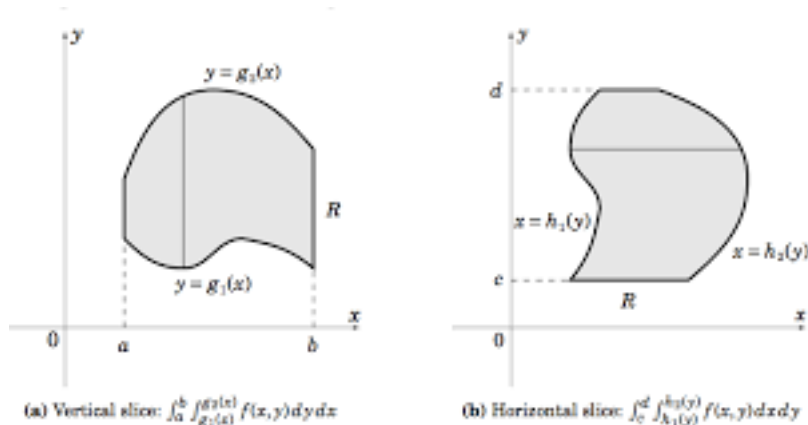 y
y = g₂(x)
R
y = g₁(x)
x
0
a
b
(a) Vertical slice: ∫ₐᵇ ∫_{g₁(x)}^{g₂(x)} f(x,y) dy dx
y
d
x = h₁(y)
x = h₂(y)
c
R
x
0
(b) Horizontal slice: ∫_c^d ∫_{h₁(y)}^{h₂(y)} f(x,y) dx dy